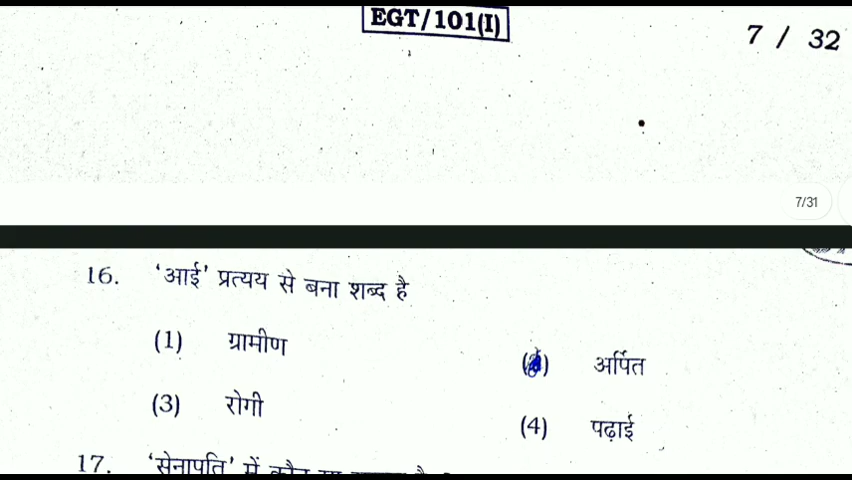 EGT/101(I)
7 / 32
7/31
16. 'आई' प्रत्यय से बना शब्द है
(1) ग्रामीण
(2) अर्पित
(3) रोगी
(4) पढ़ाई
17. 'सेनापति' में कौन सा